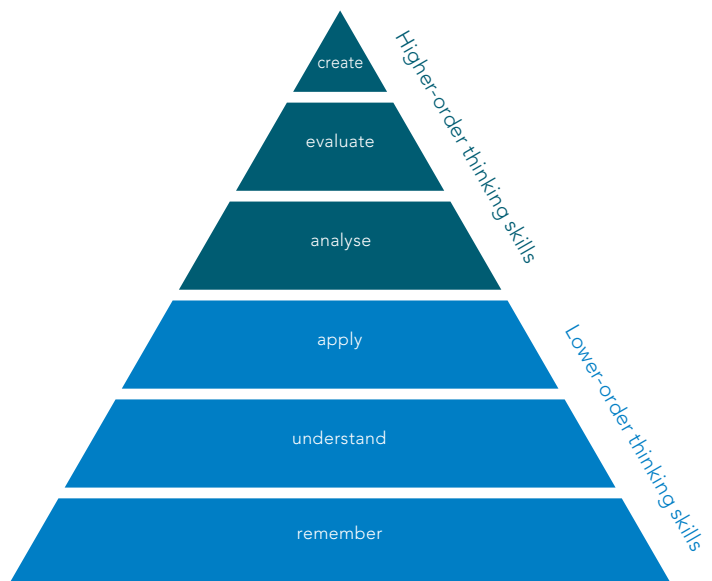 create
Higher-order thinking skills
evaluate
analyse
apply
Lower-order thinking skills
understand
remember